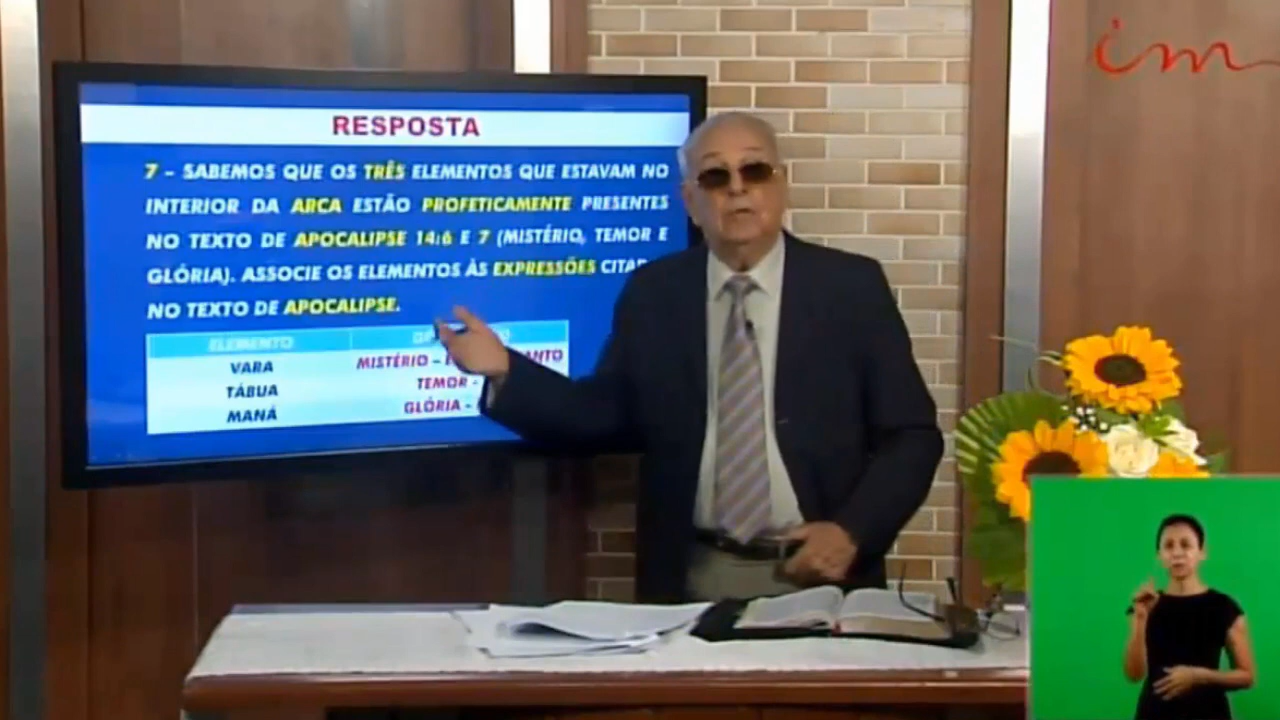 im
RESPOSTA
7 – SABEMOS QUE OS TRÊS ELEMENTOS QUE ESTAVAM NO
INTERIOR DA ARCA ESTÃO PROFETICAMENTE PRESENTES
NO TEXTO DE APOCALIPSE 14:6 E 7 (MISTÉRIO, TEMOR E
GLÓRIA). ASSOCIE OS ELEMENTOS ÀS EXPRESSÕES
NO TEXTO DE APOCALIPSE.
ELEMENTO
VARA MISTÉRIO –
TÁBUA TEMOR -
MANÁ GLÓRIA -